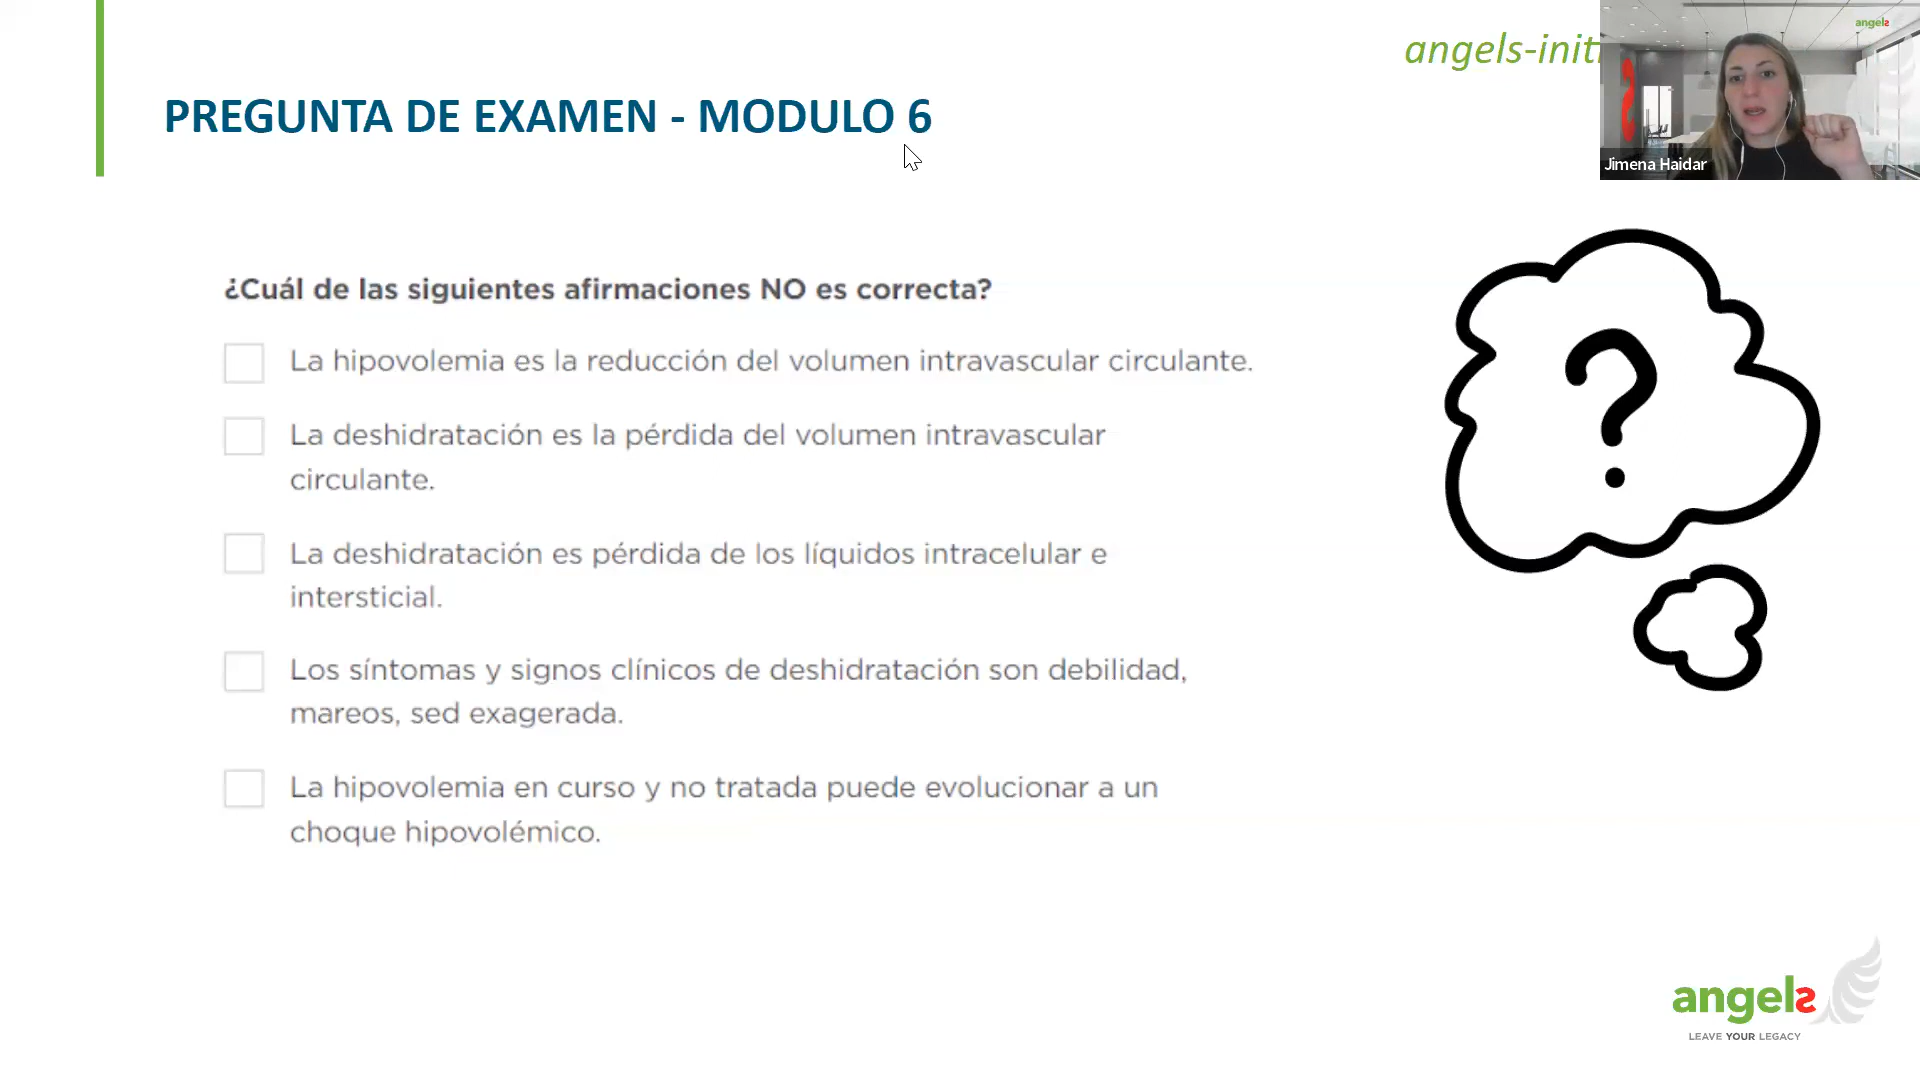 angels-init
angels
PREGUNTA DE EXAMEN - MODULO 6
Jimena Haidar
¿Cuál de las siguientes afirmaciones NO es correcta?
La hipovolemia es la reducción del volumen intravascular circulante.
La deshidratación es la pérdida del volumen intravascular
circulante.
La deshidratación es pérdida de los líquidos intracelular e
intersticial.
Los síntomas y signos clínicos de deshidratación son debilidad,
mareos, sed exagerada.
La hipovolemia en curso y no tratada puede evolucionar a un
choque hipovolémico.
?
angels
LEAVE YOUR LEGACY